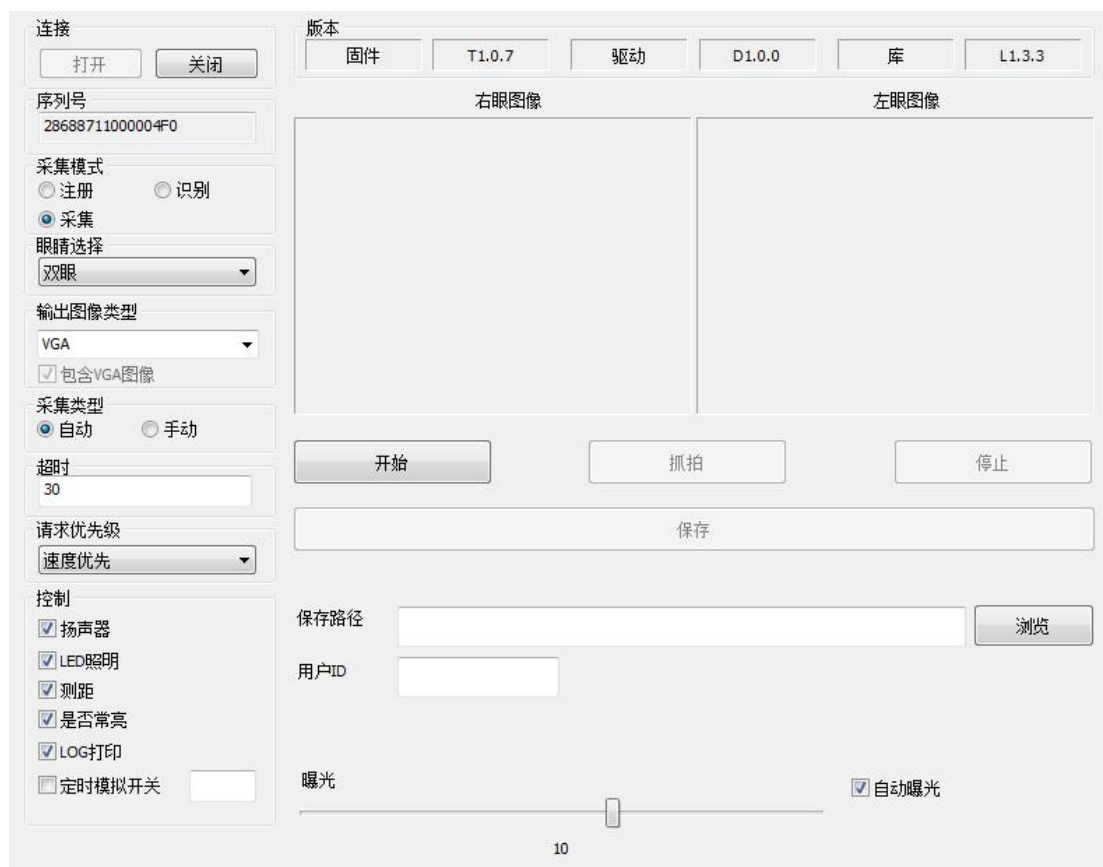 连接
打开 关闭
序列号
28688711000004F0
采集模式
注册 识别
采集
眼睛选择
双眼
输出图像类型
VGA
包含VGA图像
采集类型
自动 手动
超时
30
请求优先级
速度优先
控制
扬声器
LED照明
测距
是否常亮
LOG打印
定时模拟开关
版本
固件 T1.0.7 驱动 D1.0.0 库 L1.3.3
右眼图像 左眼图像
开始 抓拍 停止
保存
保存路径 浏览
用户ID
曝光 自动曝光
10